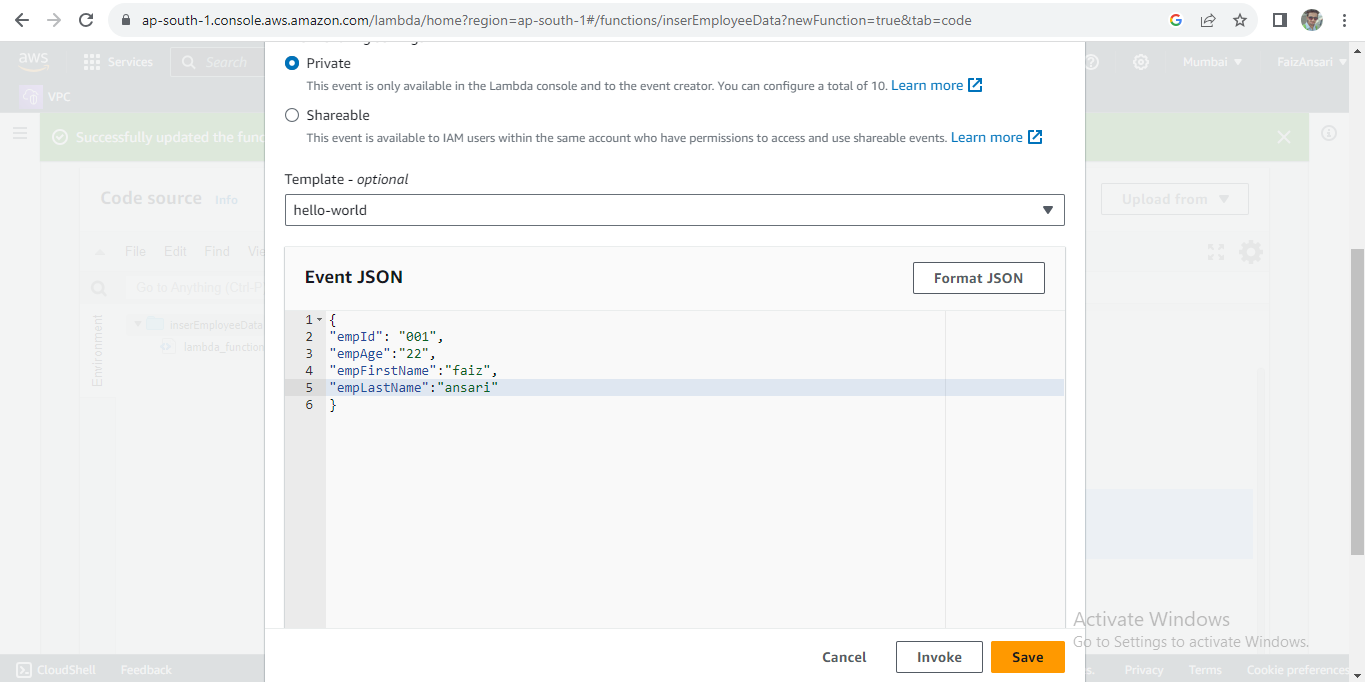 ap-south-1.console.aws.amazon.com/lambda/home?region=ap-south-1#/functions/inserEmployeeData?newFunction=true&tab=code
aws Services Search Mumbai FaizAnsari
VPC
Private
This event is only available in the Lambda console and to the event creator. You can configure a total of 10. Learn more
Shareable
This event is available to IAM users within the same account who have permissions to access and use shareable events. Learn more
Successfully updated the func
Template - optional
hello-world
Code source Info
Upload from
File Edit Find Vie
Go to Anything (Ctrl-P
Environment
inserEmployeeData
lambda_function
Event JSON
Format JSON
1 {
2 "empId": "001",
3 "empAge":"22",
4 "empFirstName":"faiz",
5 "empLastName":"ansari"
6 }
Activate Windows
Go to Settings to activate Windows.
Cancel Invoke Save
CloudShell Feedback
s. Privacy Terms Cookie preferences